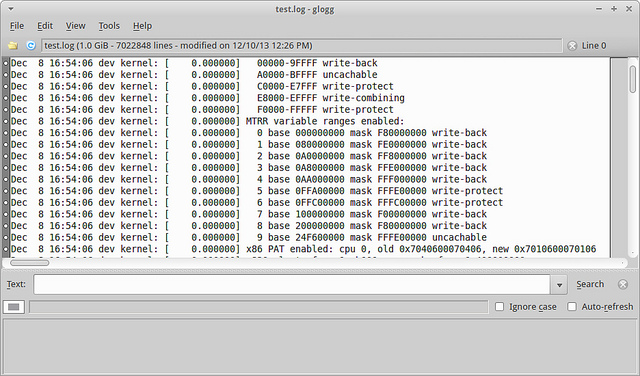 test.log - glogg
File Edit View Tools Help
test.log (1.0 GiB - 7022848 lines - modified on 12/10/13 12:26 PM) Line 0
Dec  8 16:54:06 dev kernel: [    0.000000]   00000-9FFFF write-back
Dec  8 16:54:06 dev kernel: [    0.000000]   A0000-BFFFF uncachable
Dec  8 16:54:06 dev kernel: [    0.000000]   C0000-E7FFF write-protect
Dec  8 16:54:06 dev kernel: [    0.000000]   E8000-EFFFF write-combining
Dec  8 16:54:06 dev kernel: [    0.000000]   F0000-FFFFF write-protect
Dec  8 16:54:06 dev kernel: [    0.000000] MTRR variable ranges enabled:
Dec  8 16:54:06 dev kernel: [    0.000000]   0 base 000000000 mask F80000000 write-back
Dec  8 16:54:06 dev kernel: [    0.000000]   1 base 080000000 mask FE0000000 write-back
Dec  8 16:54:06 dev kernel: [    0.000000]   2 base 0A0000000 mask FF8000000 write-back
Dec  8 16:54:06 dev kernel: [    0.000000]   3 base 0A8000000 mask FFE000000 write-back
Dec  8 16:54:06 dev kernel: [    0.000000]   4 base 0AA000000 mask FFF000000 write-back
Dec  8 16:54:06 dev kernel: [    0.000000]   5 base 0FFA00000 mask FFFE00000 write-protect
Dec  8 16:54:06 dev kernel: [    0.000000]   6 base 0FFC00000 mask FFFC00000 write-protect
Dec  8 16:54:06 dev kernel: [    0.000000]   7 base 100000000 mask F00000000 write-back
Dec  8 16:54:06 dev kernel: [    0.000000]   8 base 200000000 mask F80000000 write-back
Dec  8 16:54:06 dev kernel: [    0.000000]   9 base 24F600000 mask FFFE00000 uncachable
Dec  8 16:54:06 dev kernel: [    0.000000] x86 PAT enabled: cpu 0, old 0x7040600070406, new 0x7010600070106
Text: Search
Ignore case Auto-refresh